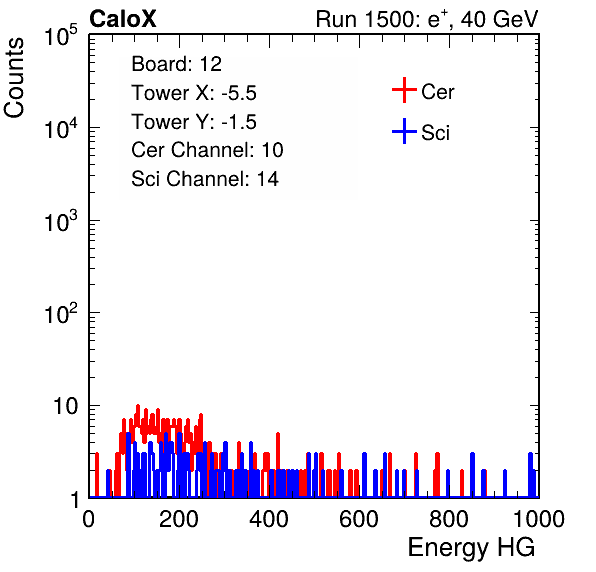 CaloX Run 1500: e⁺, 40 GeV
Counts
10⁵
10⁴
10³
10²
10
1
Board: 12
Tower X: -5.5
Tower Y: -1.5
Cer Channel: 10
Sci Channel: 14
Cer
Sci
0 200 400 600 800 1000
Energy HG